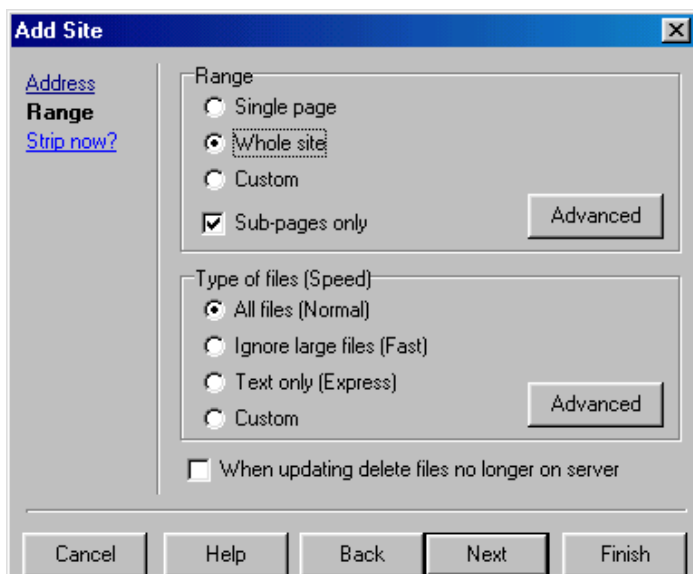 Add Site
Address
Range
Strip now?
Range
Single page
Whole site
Custom
Sub-pages only
Advanced
Type of files (Speed)
All files (Normal)
Ignore large files (Fast)
Text only (Express)
Custom
Advanced
When updating delete files no longer on server
Cancel Help Back Next Finish